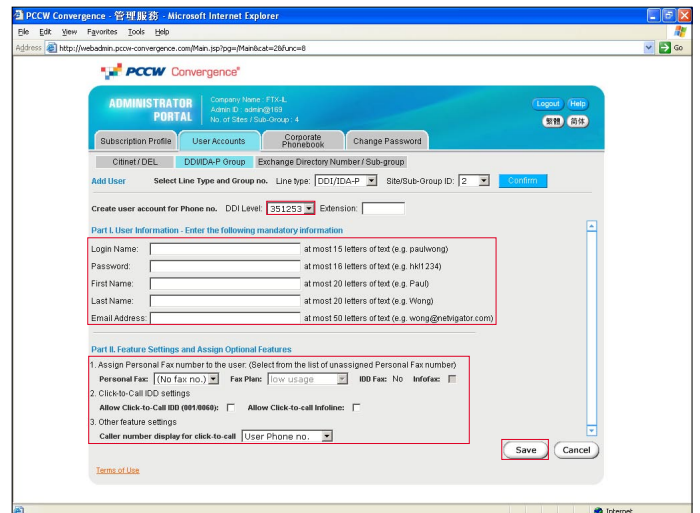 PCCW Convergence - 管理服務 - Microsoft Internet Explorer
File Edit View Favorites Tools Help
Address http://webadmin.pccw-convergence.com/Main.jsp?pg=/Main&cat=28func=8 Go
PCCW Convergence
ADMINISTRATOR PORTAL
Company Name : FTX-IL
Admin ID : admin@169
No. of Sites / Sub-Group : 4
Logout Help
繁體 简体
Subscription Profile User Accounts Corporate Phonebook Change Password
Citinet / DEL DDI/IDA-P Group Exchange Directory Number / Sub-group
Add User Select Line Type and Group no. Line type: DDI/IDA-P Site/Sub-Group ID: 2 Confirm
Create user account for Phone no. DDI Level: 351253 Extension:
Part I. User Information - Enter the following mandatory information
Login Name: at most 15 letters of text (e.g. paulwong)
Password: at most 16 letters of text (e.g. hkl1234)
First Name: at most 20 letters of text (e.g. Paul)
Last Name: at most 20 letters of text (e.g. Wong)
Email Address: at most 50 letters of text (e.g. wong@netvigator.com)
Part II. Feature Settings and Assign Optional Features
1. Assign Personal Fax number to the user: (Select from the list of unassigned Personal Fax number)
Personal Fax: (No fax no.) Fax Plan: low usage IDD Fax: No Infofax:
2. Click-to-Call IDD settings
Allow Click-to-Call IDD (001/0060): Allow Click-to-call Infoline:
3. Other feature settings
Caller number display for click-to-call User Phone no.
Save Cancel
Terms of Use
Internet